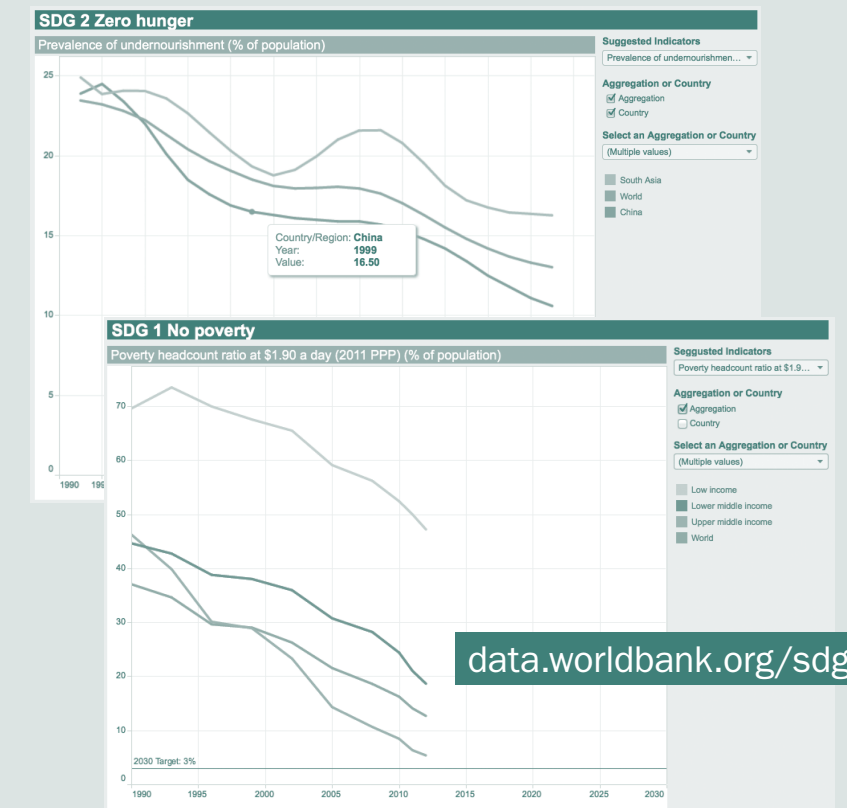 SDG 2 Zero hunger
Prevalence of undernourishment (% of population)
25
20
15
10
5
0
1990
Country/Region: China
Year: 1999
Value: 16.50
Suggested Indicators
Prevalence of undernourishmen...
Aggregation or Country
Aggregation
Country
Select an Aggregation or Country
(Multiple values)
South Asia
World
China
SDG 1 No poverty
Poverty headcount ratio at $1.90 a day (2011 PPP) (% of population)
70
60
50
40
30
20
10
0
2030 Target: 3%
1990 1995 2000 2005 2010 2015 2020 2025 2030
Seggusted Indicators
Poverty headcount ratio at $1.9...
Aggregation or Country
Aggregation
Country
Select an Aggregation or Country
(Multiple values)
Low income
Lower middle income
Upper middle income
World
data.worldbank.org/sdg